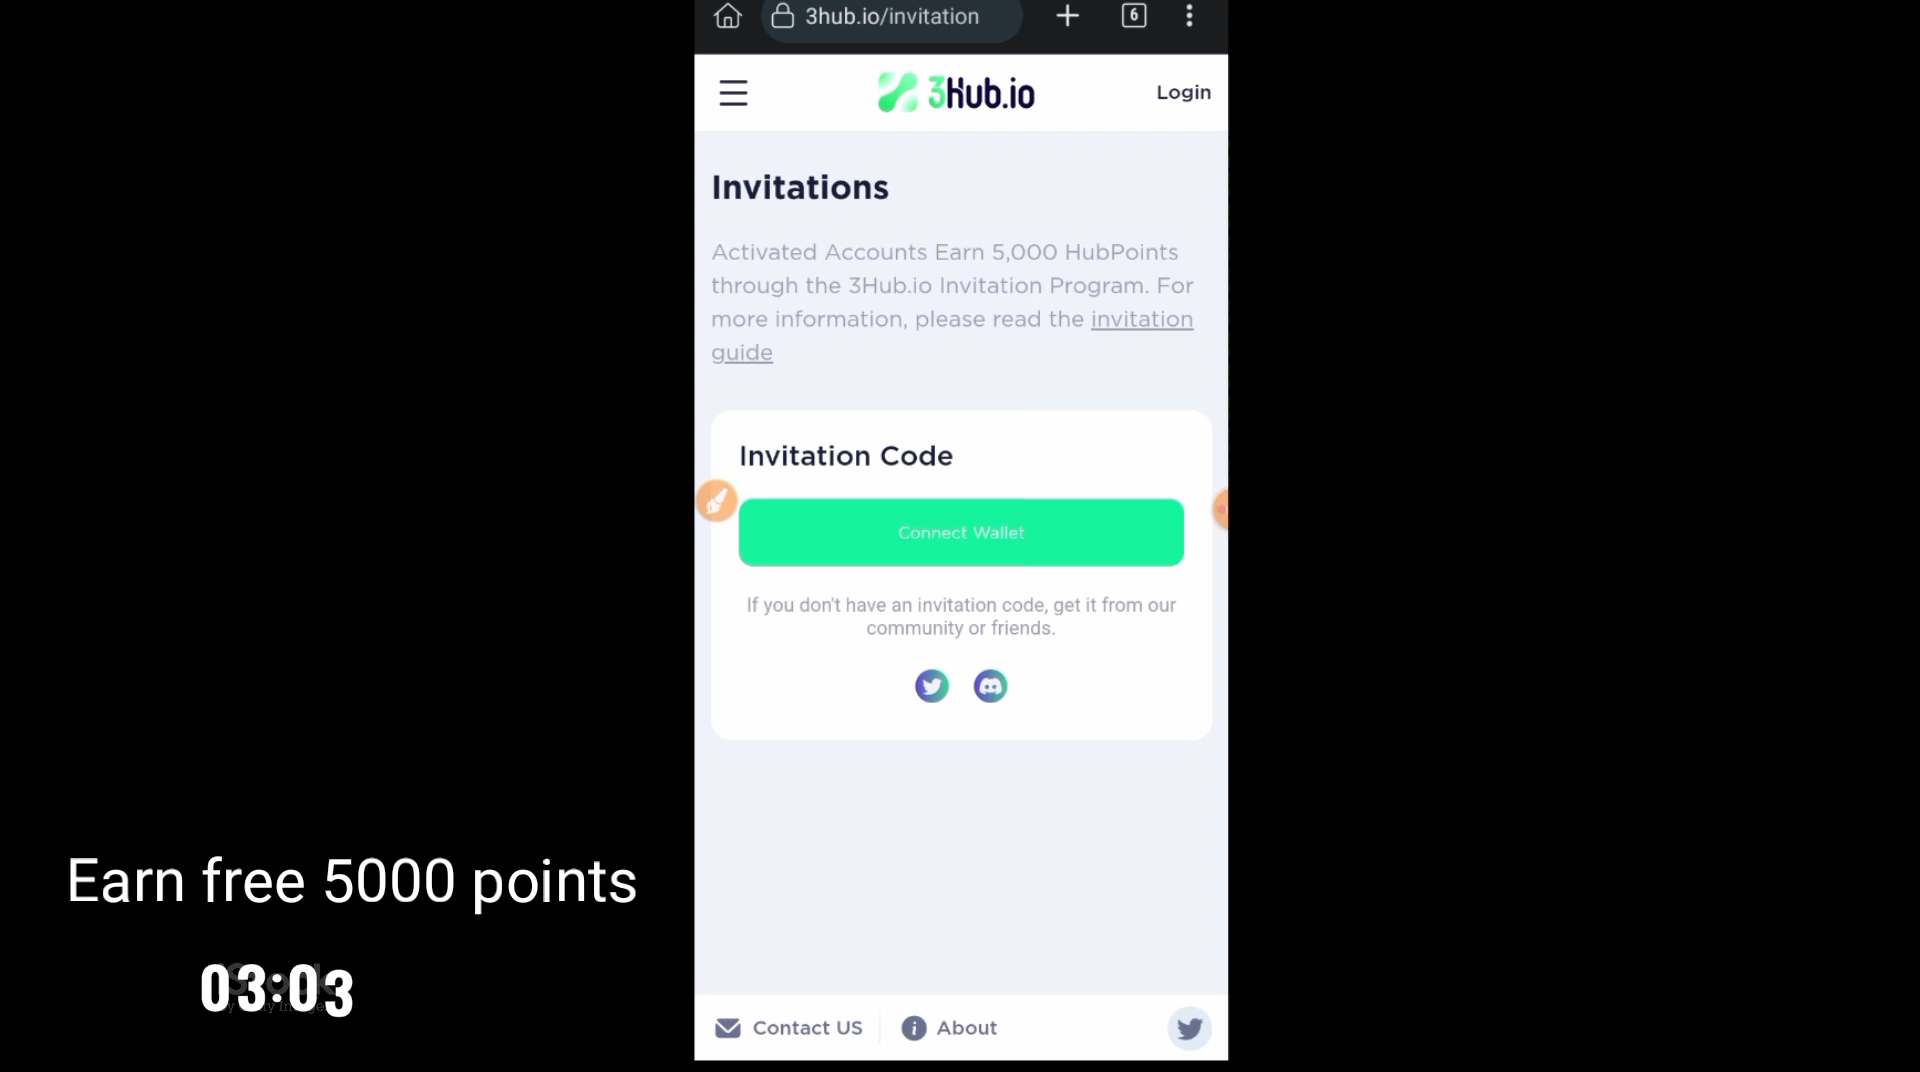 3hub.io/invitation
6
3Hub.io
Login
Invitations
Activated Accounts Earn 5,000 HubPoints
through the 3Hub.io Invitation Program. For
more information, please read the invitation
guide
Invitation Code
Connect Wallet
If you don't have an invitation code, get it from our
community or friends.
Earn free 5000 points
03:03
Contact US
About